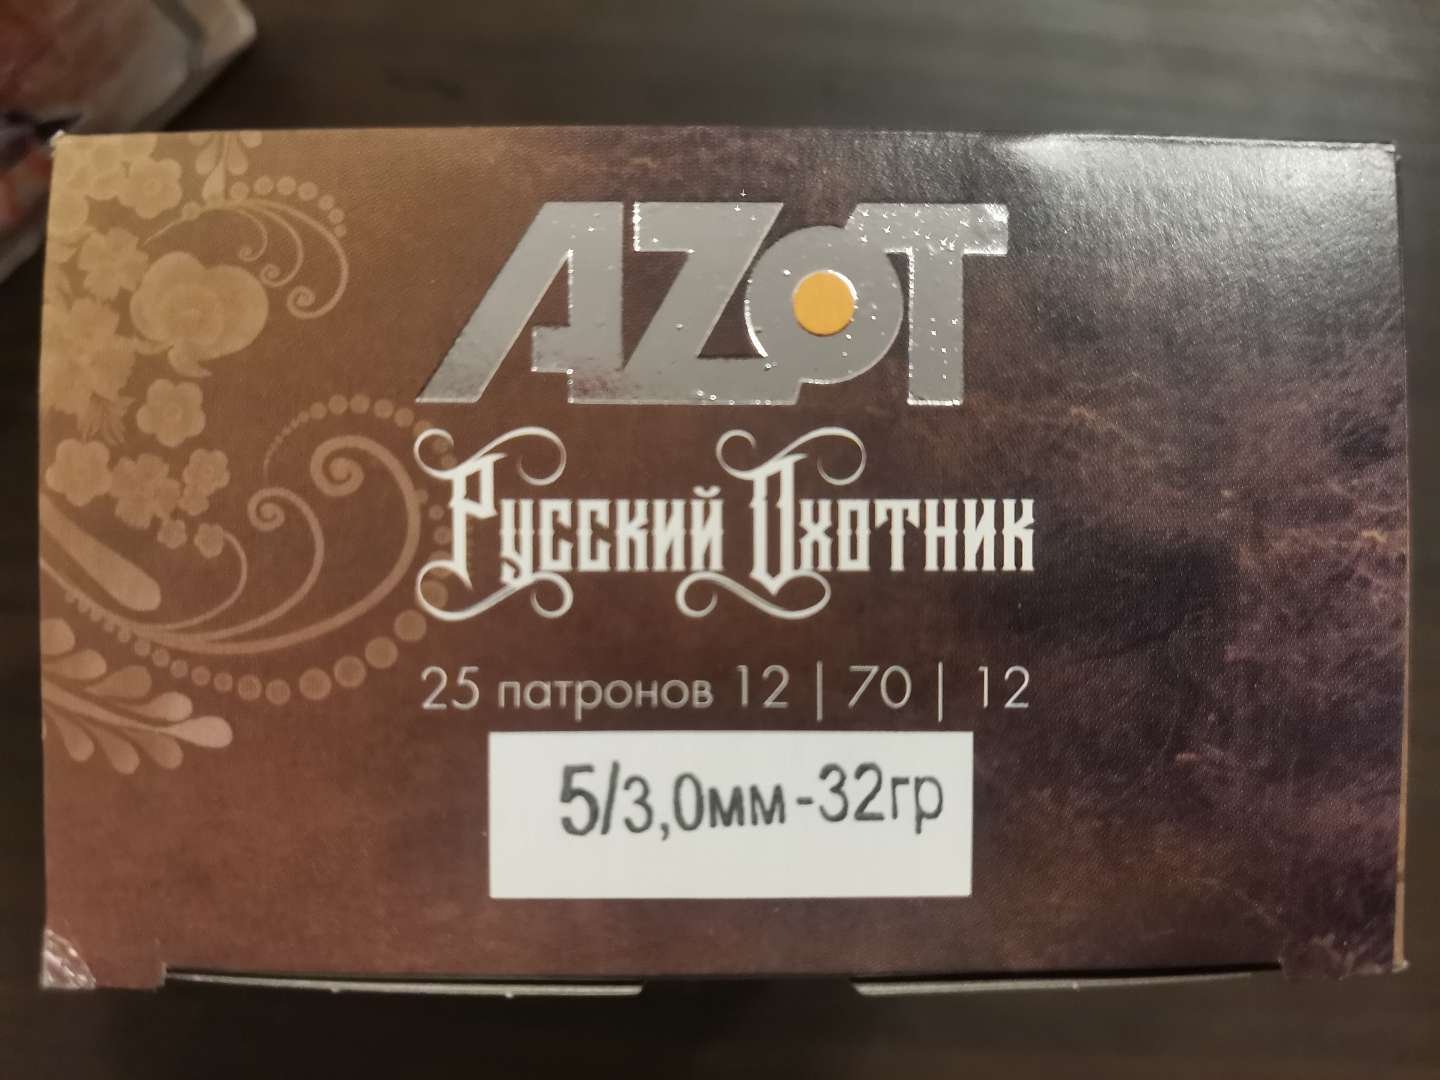 AZOT
Русский Охотник
25 патронов 12 | 70 | 12
5/3,0мм-32гр